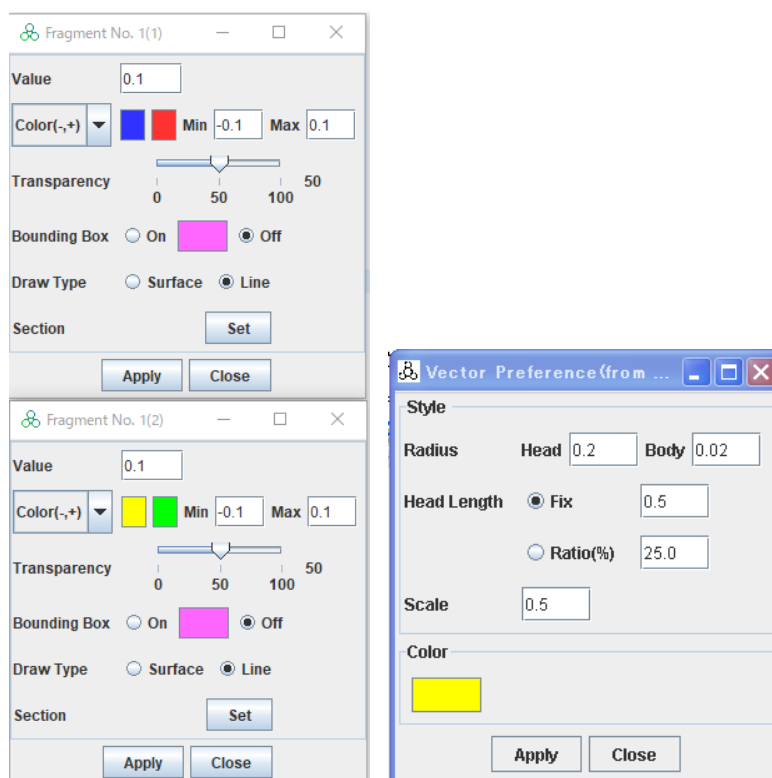 Fragment No. 1(1)
Value 0.1
Color(-,+) Min -0.1 Max 0.1
Transparency 50
0 50 100
Bounding Box On Off
Draw Type Surface Line
Section Set
Apply Close
Fragment No. 1(2)
Value 0.1
Color(-,+) Min -0.1 Max 0.1
Transparency 50
0 50 100
Bounding Box On Off
Draw Type Surface Line
Section Set
Apply Close
Vector Preference(from ...
Style
Radius Head 0.2 Body 0.02
Head Length Fix 0.5
Ratio(%) 25.0
Scale 0.5
Color
Apply Close